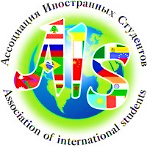 Ассоциация Иностранных Студентов
AIS
Association of international students